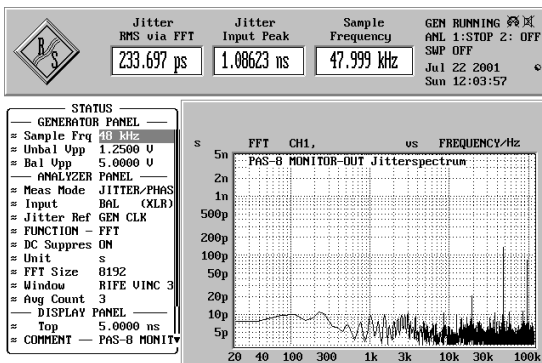 Jitter
RMS via FFT
233.697 ps
Jitter
Input Peak
1.08623 ns
Sample
Frequency
47.999 kHz
GEN RUNNING
ANL 1:STOP 2: OFF
SWP OFF
Jul 22 2001
Sun 12:03:57
R
S
STATUS
GENERATOR PANEL
≈ Sample Frq 48 kHz
≈ Unbal Vpp 1.2500 V
≈ Bal Vpp 5.0000 V
ANALYZER PANEL
≈ Meas Mode JITTER/PHAS
≈ Input BAL (XLR)
≈ Jitter Ref GEN CLK
≈ FUNCTION - FFT
≈ DC Suppres ON
≈ Unit s
≈ FFT Size 8192
≈ Window RIFE VINC 3
≈ Avg Count 3
DISPLAY PANEL
≈ Top 5.0000 ns
≈ COMMENT — PAS-8 MONIT▼
s FFT CH1, vs FREQUENCY/Hz
PAS-8 MONITOR-OUT Jitterspectrum
5n
2n
1n
500p
200p
100p
50p
20p
10p
5p
20 40 100 300 1k 3k 10k 30k 100k